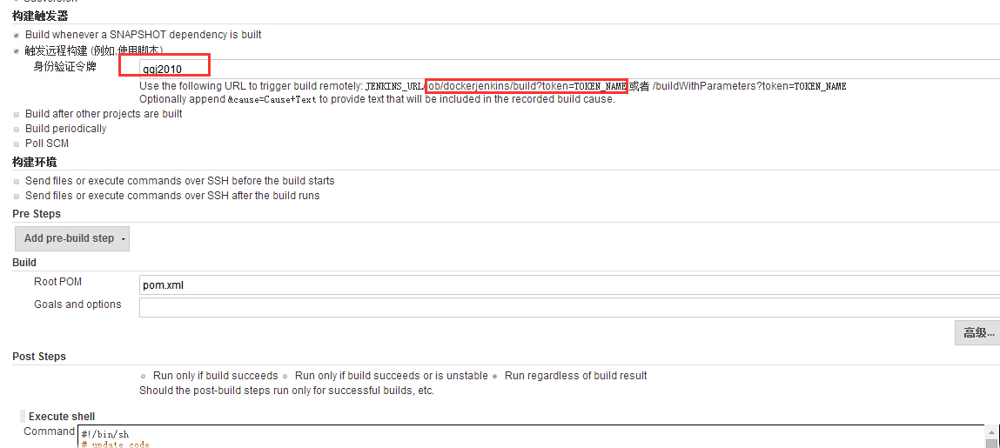 Subversion
构建触发器
Build whenever a SNAPSHOT dependency is built
触发远程构建 (例如,使用脚本)
身份验证令牌 qqj2010
Use the following URL to trigger build remotely: JENKINS_URL/job/dockerjenkins/build?token=TOKEN_NAME 或者 /buildWithParameters?token=TOKEN_NAME
Optionally append &cause=Cause+Text to provide text that will be included in the recorded build cause.
Build after other projects are built
Build periodically
Poll SCM
构建环境
Send files or execute commands over SSH before the build starts
Send files or execute commands over SSH after the build runs
Pre Steps
Add pre-build step
Build
Root POM pom.xml
Goals and options
高级...
Post Steps
Run only if build succeeds Run only if build succeeds or is unstable Run regardless of build result
Should the post-build steps run only for successful builds, etc.
Execute shell
Command #!/bin/sh
# update code